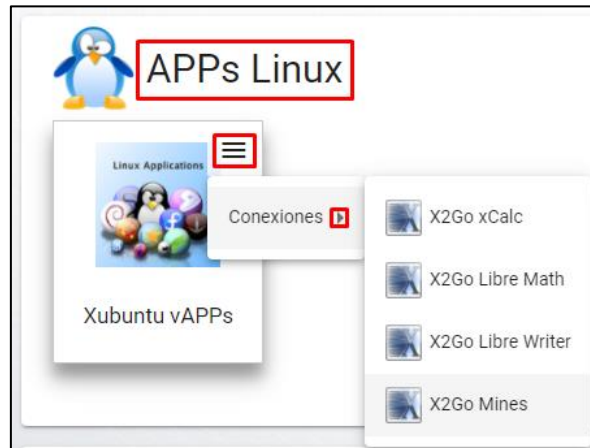 APPs Linux
Linux Applications
Conexiones
Xubuntu vAPPs
X2Go xCalc
X2Go Libre Math
X2Go Libre Writer
X2Go Mines